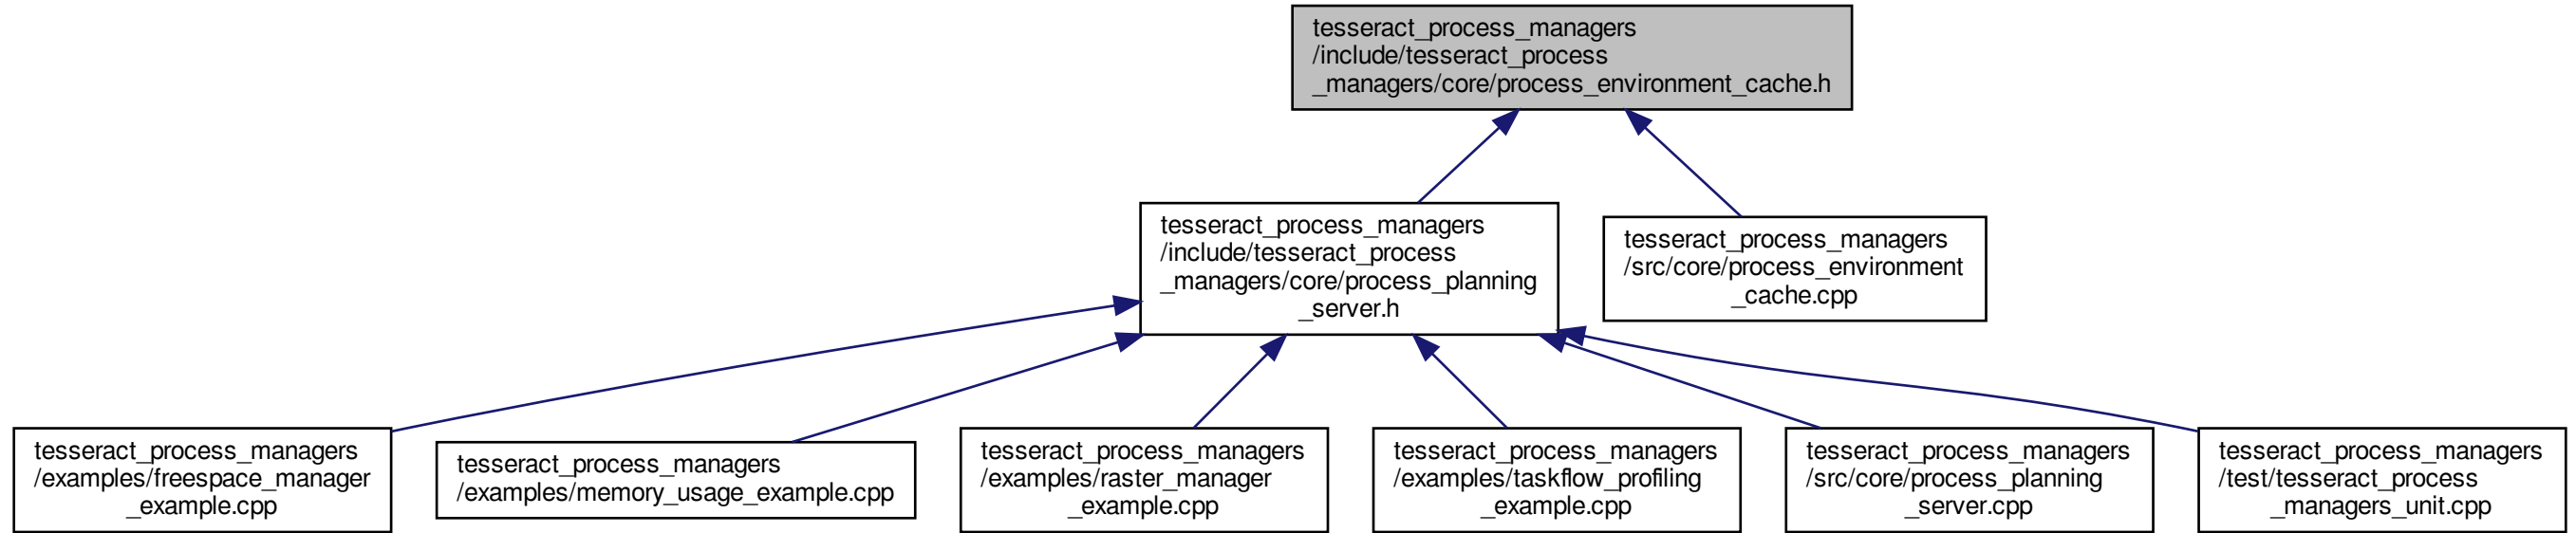 tesseract_process_managers
/include/tesseract_process
_managers/core/process_environment_cache.h
tesseract_process_managers
/include/tesseract_process
_managers/core/process_planning
_server.h
tesseract_process_managers
/src/core/process_environment
_cache.cpp
tesseract_process_managers
/examples/freespace_manager
_example.cpp
tesseract_process_managers
/examples/memory_usage_example.cpp
tesseract_process_managers
/examples/raster_manager
_example.cpp
tesseract_process_managers
/examples/taskflow_profiling
_example.cpp
tesseract_process_managers
/src/core/process_planning
_server.cpp
tesseract_process_managers
/test/tesseract_process
_managers_unit.cpp